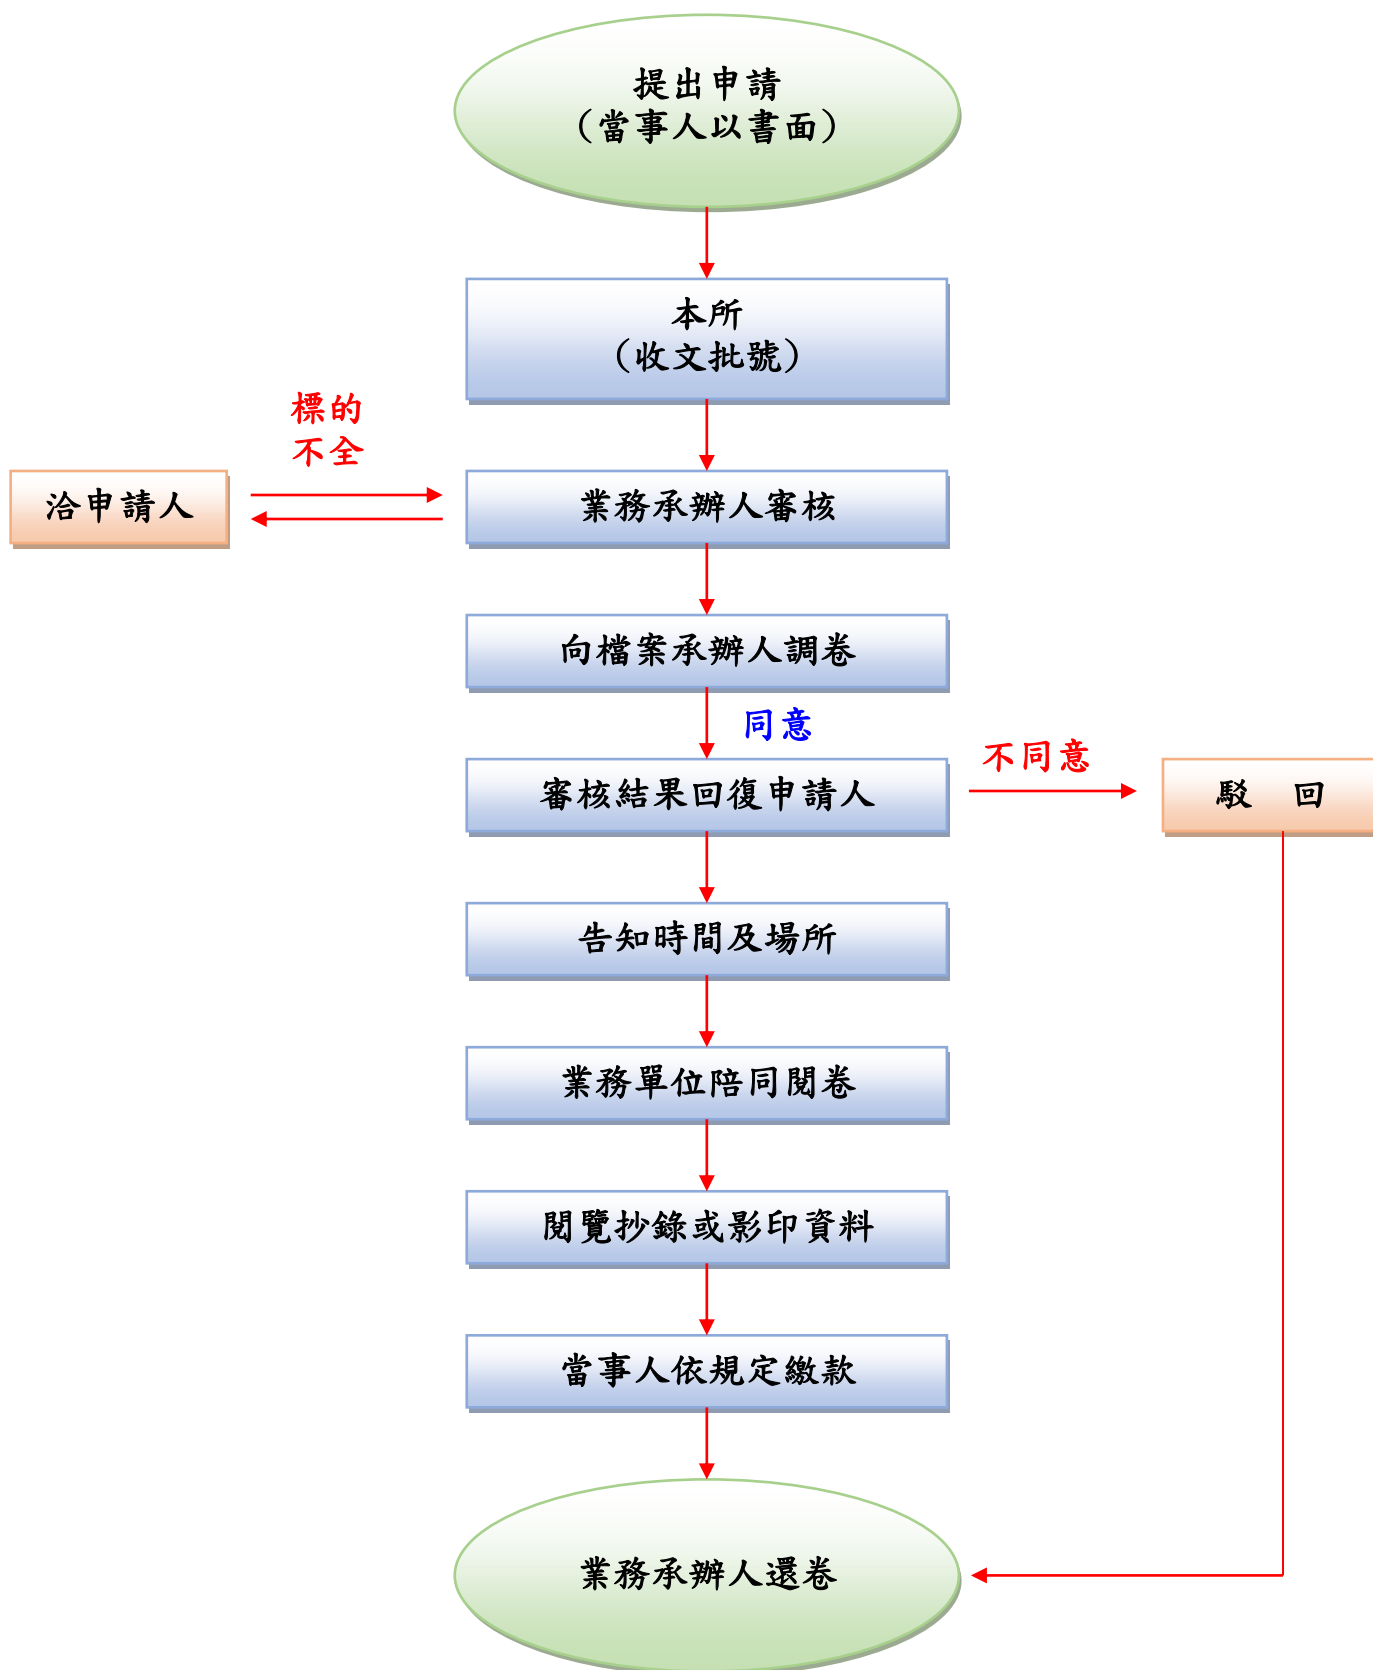 提出申請
（當事人以書面）
本所
（收文批號）
標的
不全
洽申請人
業務承辦人審核
向檔案承辦人調卷
同意
不同意
審核結果回復申請人
駁　回
告知時間及場所
業務單位陪同閱卷
閱覽抄錄或影印資料
當事人依規定繳款
業務承辦人還卷